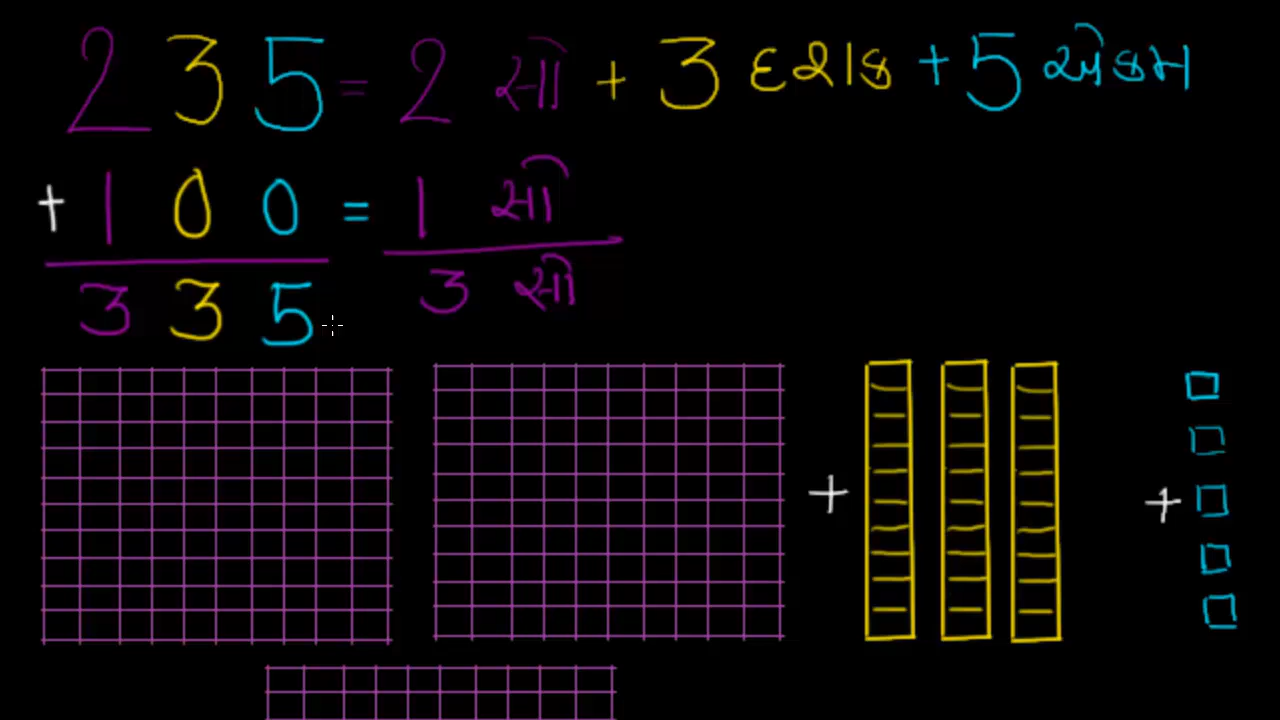 235 = 2 સો + 3 દશક + 5 એકમ
+ 100 = 1 સો
335 3 સો
+ +